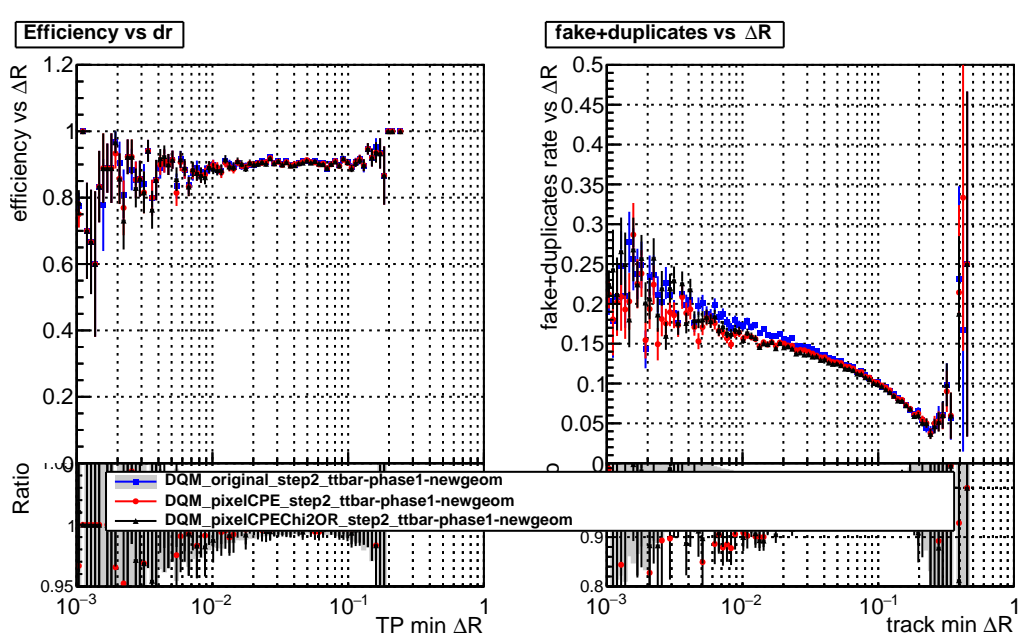 Efficiency vs dr
fake+duplicates vs ΔR
efficiency vs ΔR
1.2
1
0.8
0.6
0.4
0.2
0
fake+duplicates rate vs ΔR
0.5
0.45
0.4
0.35
0.3
0.25
0.2
0.15
0.1
0.05
0
Ratio
1
0.95
0.9
0.8
DQM_original_step2_ttbar-phase1-newgeom
DQM_pixelCPE_step2_ttbar-phase1-newgeom
DQM_pixelCPEChi2OR_step2_ttbar-phase1-newgeom
10⁻³ 10⁻² 10⁻¹ 1
TP min ΔR
10⁻³ 10⁻² 10⁻¹ 1
track min ΔR